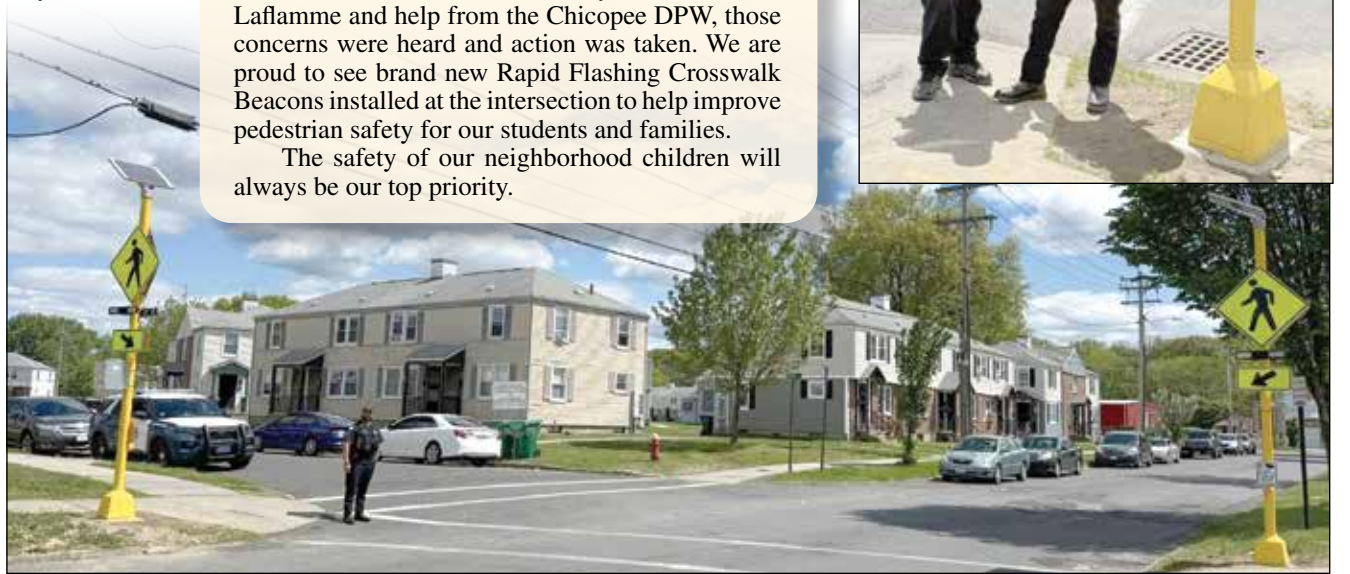 Laflamme and help from the Chicopee DPW, those
concerns were heard and action was taken. We are
proud to see brand new Rapid Flashing Crosswalk
Beacons installed at the intersection to help improve
pedestrian safety for our students and families.
The safety of our neighborhood children will
always be our top priority.